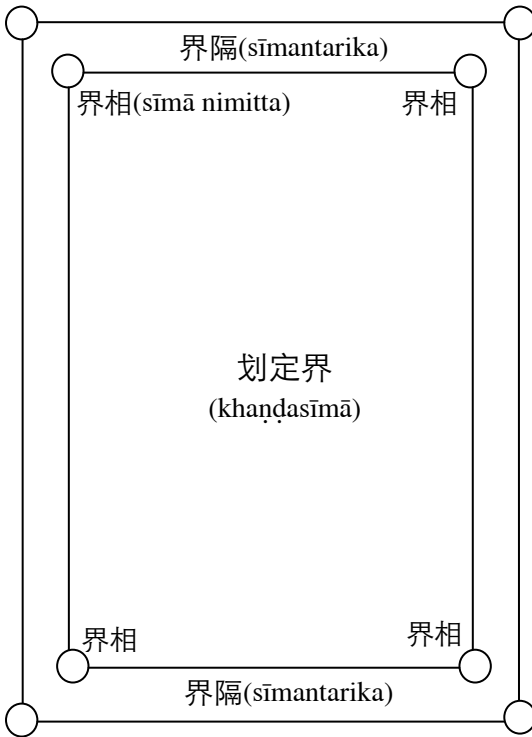 界隔(sīmantarika)
界相(sīmā nimitta) 界相
划定界
(khaṇḍasīmā)
界相 界相
界隔(sīmantarika)